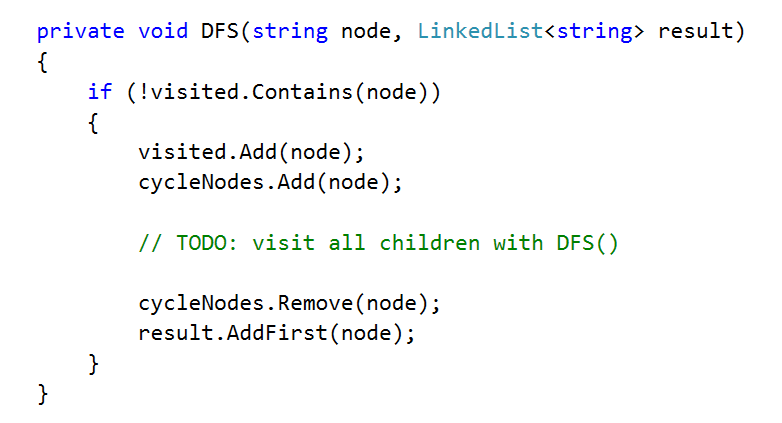 private void DFS(string node, LinkedList<string> result)
{
    if (!visited.Contains(node))
    {
        visited.Add(node);
        cycleNodes.Add(node);

        // TODO: visit all children with DFS()

        cycleNodes.Remove(node);
        result.AddFirst(node);
    }
}